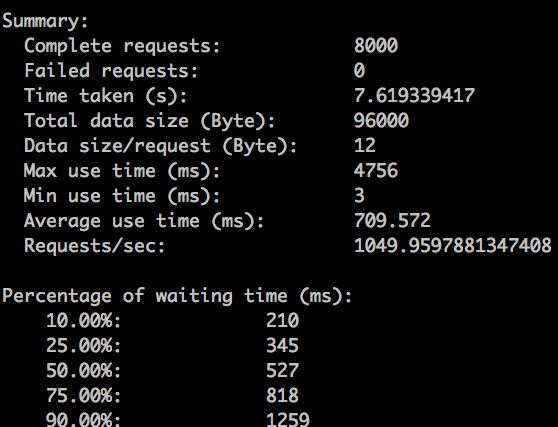 Summary:
Complete requests: 8000
Failed requests: 0
Time taken (s): 7.619339417
Total data size (Byte): 96000
Data size/request (Byte): 12
Max use time (ms): 4756
Min use time (ms): 3
Average use time (ms): 709.572
Requests/sec: 1049.9597881347408
Percentage of waiting time (ms):
10.00%: 210
25.00%: 345
50.00%: 527
75.00%: 818
90.00%: 1259